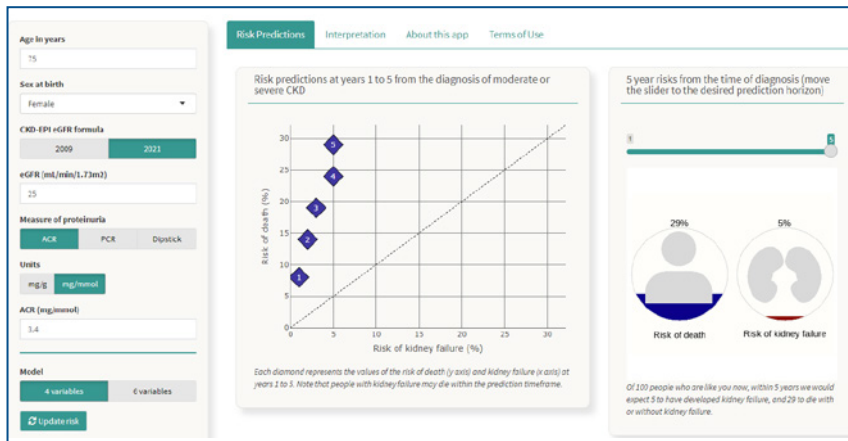 Age in years
75
Sex at birth
Female
CKD-EPI eGFR formula
2009 2021
eGFR (mL/min/1.73m2)
25
Measure of proteinuria
ACR PCR Dipstick
Units
mg/g mg/mmol
ACR (mg/mmol)
3.4
Model
4 variables 6 variables
Update risk
Risk Predictions Interpretation About this app Terms of Use
Risk predictions at years 1 to 5 from the diagnosis of moderate or
severe CKD
Risk of death (%)
30
25
20
15
10
5
0
5
4
3
2
1
0 5 10 15 20 25 30
Risk of kidney failure (%)
Each diamond represents the values of the risk of death (y axis) and kidney failure (x axis) at
years 1 to 5. Note that people with kidney failure may die within the prediction timeframe.
5 year risks from the time of diagnosis (move
the slider to the desired prediction horizon)
1 5
29% 5%
Risk of death Risk of kidney failure
Of 100 people who are like you now, within 5 years we would
expect 5 to have developed kidney failure, and 29 to die with
or without kidney failure.